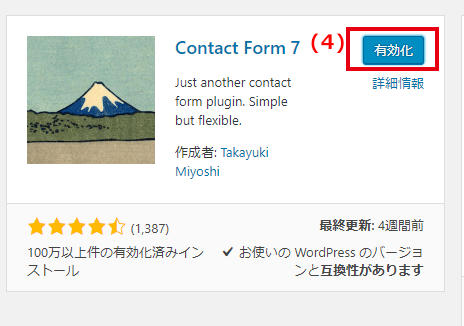 Contact Form 7
(4)
有効化
詳細情報
Just another contact
form plugin. Simple
but flexible.
作成者: Takayuki
Miyoshi
(1,387)
最終更新: 4週間前
100万以上件の有効化済みイン
ストール
お使いの WordPress のバージョ
ンと互換性があります